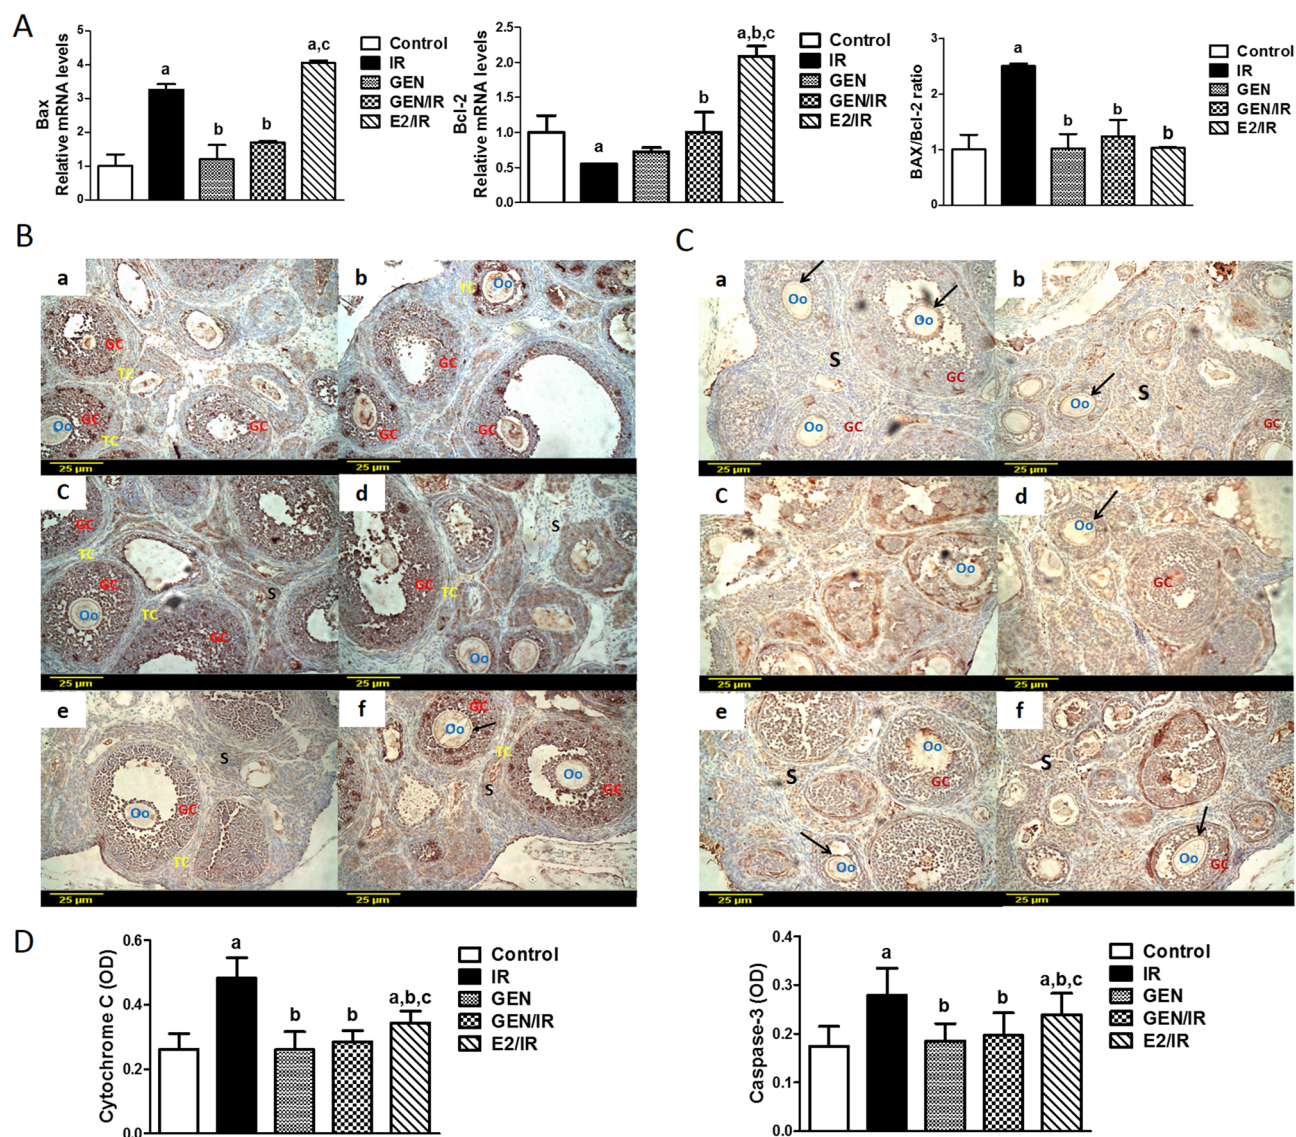 A
Bax
Relative mRNA levels
5
4
3
2
1
0
a
b
b
a,c
Control
IR
GEN
GEN/IR
E2/IR
Bcl-2
Relative mRNA levels
2.5
2.0
1.5
1.0
0.5
0.0
a
b
a,b,c
Control
IR
GEN
GEN/IR
E2/IR
BAX/Bcl-2 ratio
3
2
1
0
a
b
b
b
Control
IR
GEN
GEN/IR
E2/IR
B
a
GC
TC
Oo
GC
TC
GC
25 μm
b
TC
Oo
GC
GC
GC
25 μm
c
GC
TC
GC
Oo
TC
S
GC
25 μm
d
S
GC
TC
Oo
25 μm
e
S
Oo
GC
TC
25 μm
f
GC
Oo
TC
S
Oo
GC
25 μm
C
a
Oo
Oo
S
GC
Oo
GC
25 μm
b
Oo
S
GC
25 μm
c
Oo
25 μm
d
Oo
GC
25 μm
e
Oo
S
GC
Oo
25 μm
f
S
Oo
GC
25 μm
D
Cytochrome C (OD)
0.6
0.4
0.2
0.0
a
b
b
a,b,c
Control
IR
GEN
GEN/IR
E2/IR
Caspase-3 (OD)
0.4
0.3
0.2
0.1
0.0
a
b
b
a,b,c
Control
IR
GEN
GEN/IR
E2/IR